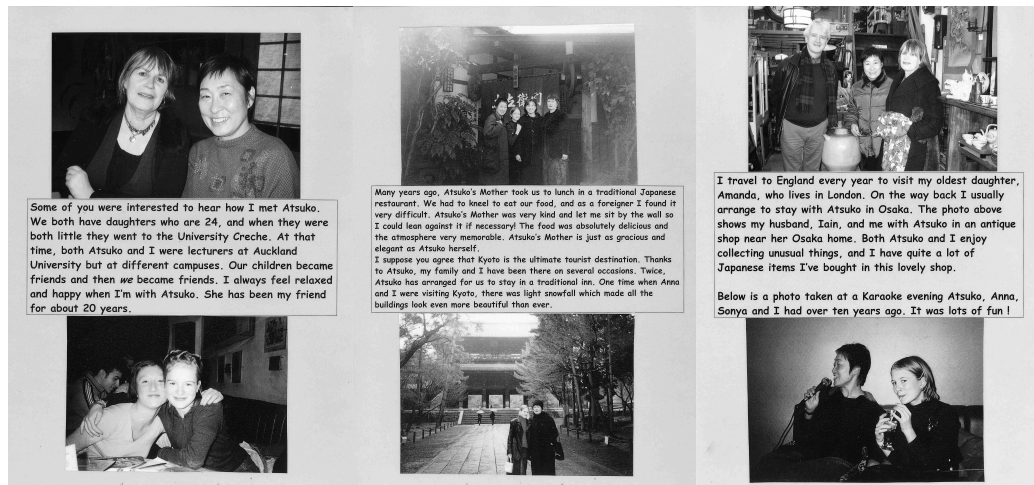 Some of you were interested to hear how I met Atsuko.
We both have daughters who are 24, and when they were
both little they went to the University Creche. At that
time, both Atsuko and I were lecturers at Auckland
University but at different campuses. Our children became
friends and then we became friends. I always feel relaxed
and happy when I'm with Atsuko. She has been my friend
for about 20 years.
Many years ago, Atsuko's Mother took us to lunch in a traditional Japanese
restaurant. We had to kneel to eat our food, and as a foreigner I found it
very difficult. Atsuko's Mother was very kind and let me sit by the wall so
I could lean against it if necessary! The food was absolutely delicious and
the atmosphere very memorable. Atsuko's Mother is just as gracious and
elegant as Atsuko herself.
I suppose you agree that Kyoto is the ultimate tourist destination. Thanks
to Atsuko, my family and I have been there on several occasions. Twice,
Atsuko has arranged for us to stay in a traditional inn. One time when Anna
and I were visiting Kyoto, there was light snowfall which made all the
buildings look even more beautiful than ever.
I travel to England every year to visit my oldest daughter,
Amanda, who lives in London. On the way back I usually
arrange to stay with Atsuko in Osaka. The photo above
shows my husband, Iain, and me with Atsuko in an antique
shop near her Osaka home. Both Atsuko and I enjoy
collecting unusual things, and I have quite a lot of
Japanese items I've bought in this lovely shop.
Below is a photo taken at a Karaoke evening Atsuko, Anna,
Sonya and I had over ten years ago. It was lots of fun !